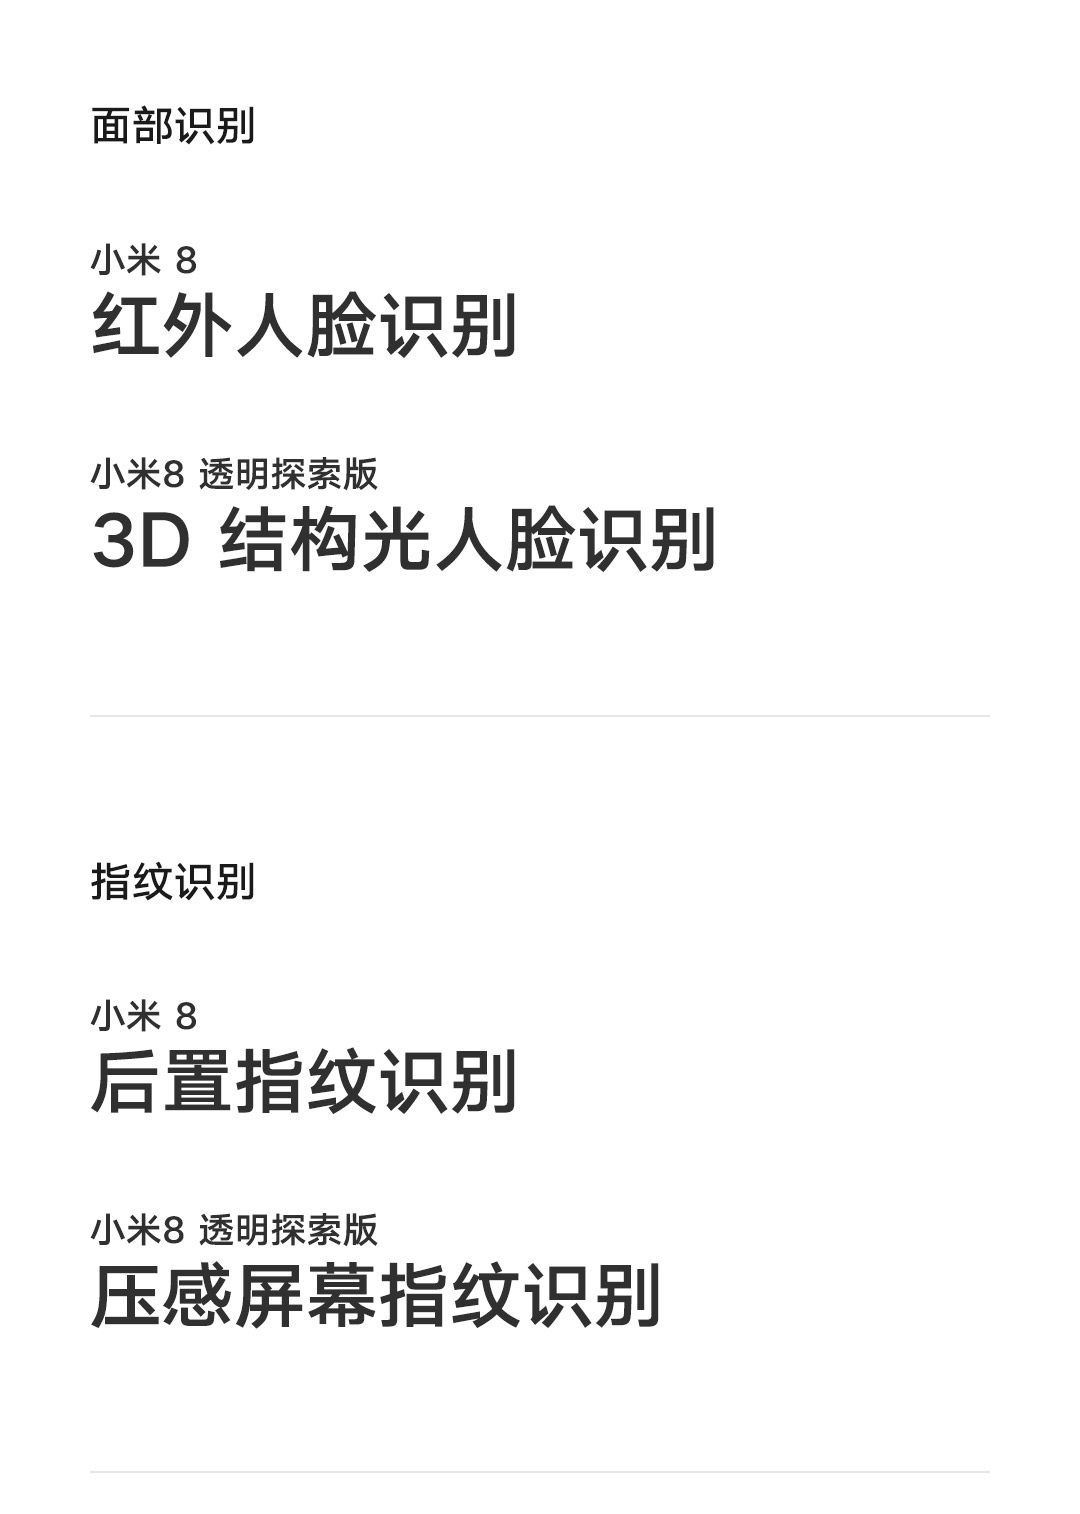 面部识别
小米 8
红外人脸识别
小米8 透明探索版
3D 结构光人脸识别
指纹识别
小米 8
后置指纹识别
小米8 透明探索版
压感屏幕指纹识别